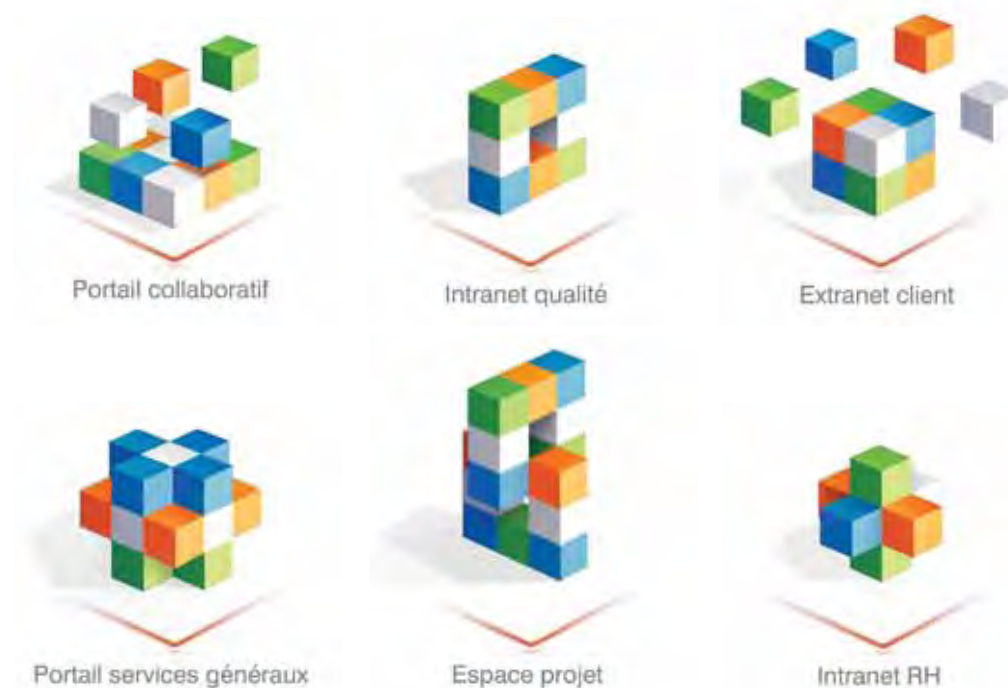 Portail collaboratif
Intranet qualité
Extranet client
Portail services généraux
Espace projet
Intranet RH